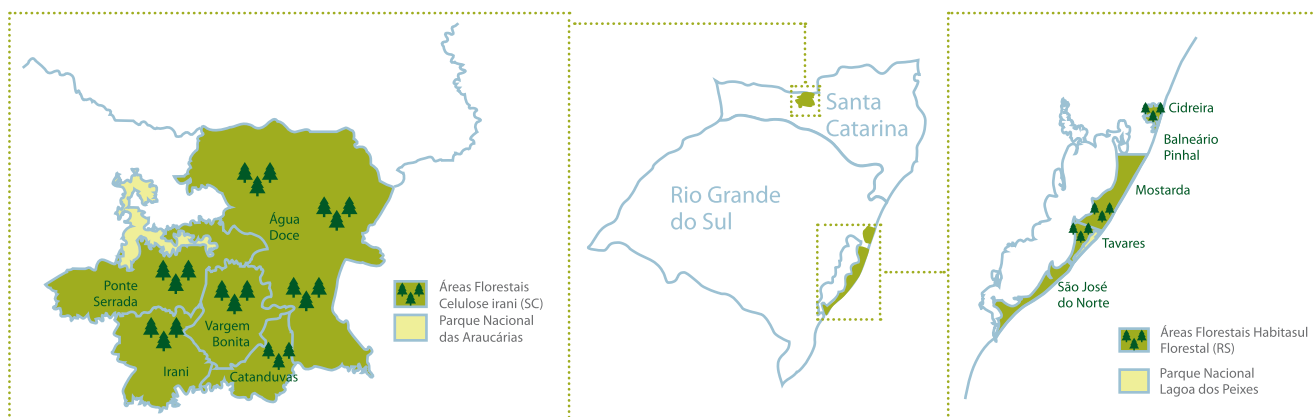 Água
Doce
Ponte
Serrada
Vargem
Bonita
Irani
Catanduvas
Áreas Florestais
Celulose irani (SC)
Parque Nacional
das Araucárias
Santa
Catarina
Rio Grande
do Sul
Cidreira
Balneário
Pinhal
Mostarda
Tavares
São José
do Norte
Áreas Florestais Habitasul
Florestal (RS)
Parque Nacional
Lagoa dos Peixes